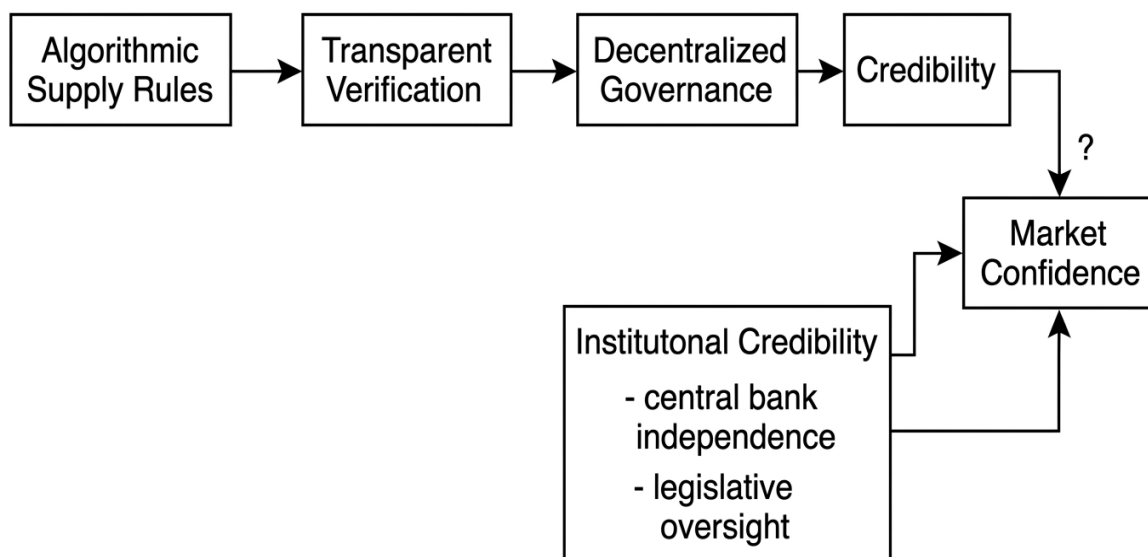 Algorithmic
Supply Rules
Transparent
Verification
Decentralized
Governance
Credibility
?
Market
Confidence
Institutonal Credibility
- central bank
independence
- legislative
oversight